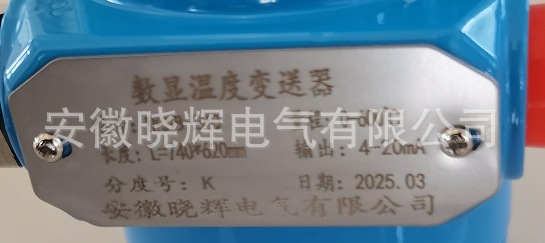 数显温度变送器
安徽晓辉电气有限公司
长度: L-140*620mm 输出: 4-20mA
分度号: K 日期: 2025.03
安徽晓辉电气有限公司